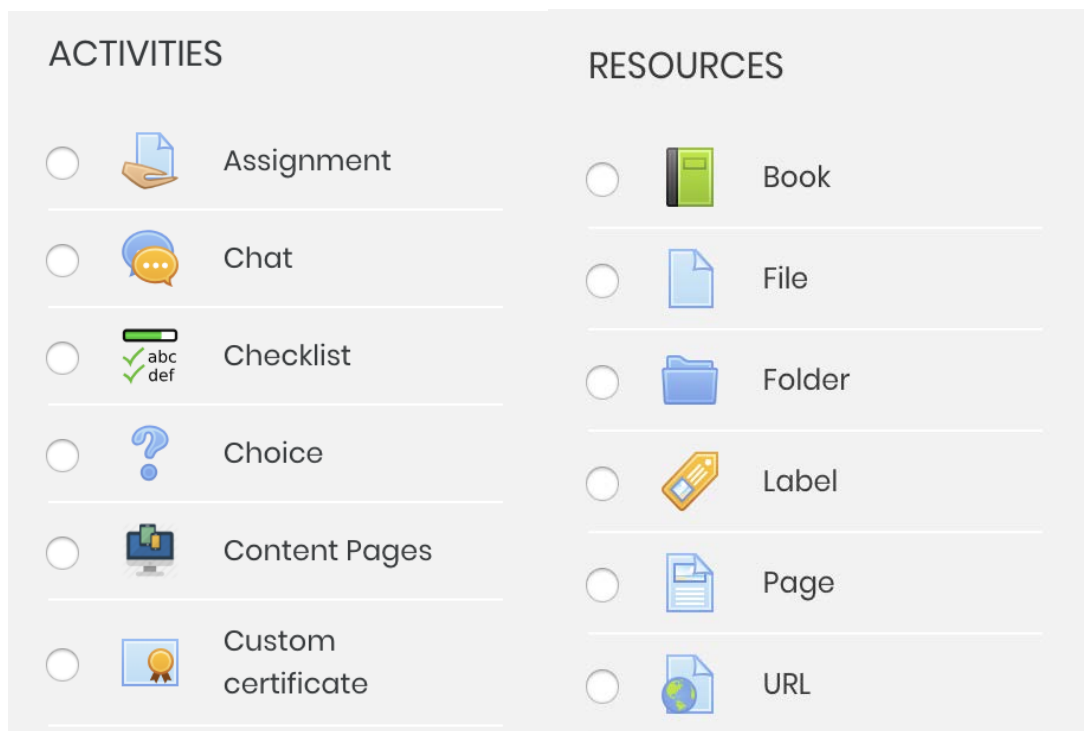 ACTIVITIES
Assignment
Chat
abc
def
Checklist
Choice
Content Pages
Custom
certificate
RESOURCES
Book
File
Folder
Label
Page
URL